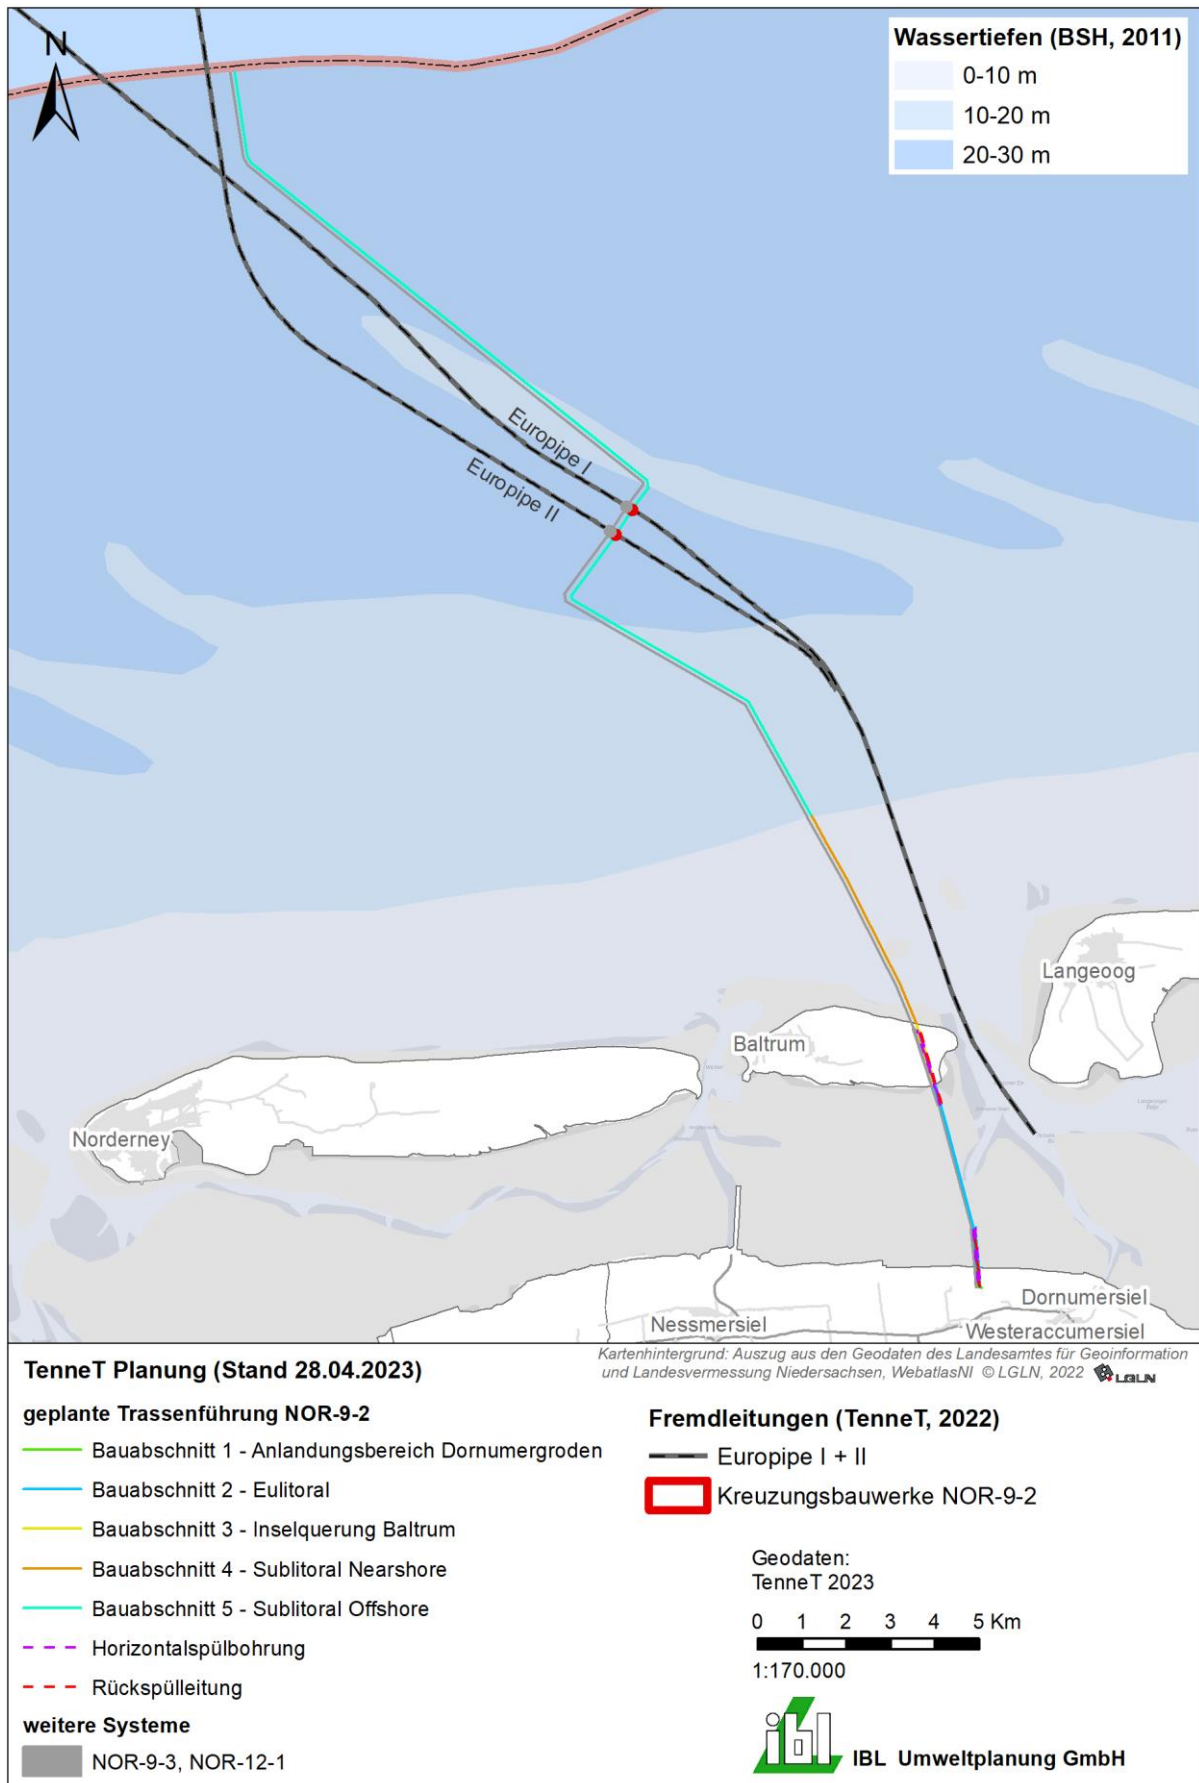 N
Wassertiefen (BSH, 2011)
0-10 m
10-20 m
20-30 m
Europipe I
Europipe II
Langeoog
Baltrum
Norderney
Dornumersiel
Nessmersiel
Westeraccumersiel
Kartenhintergrund: Auszug aus den Geodaten des Landesamtes für Geoinformation
und Landesvermessung Niedersachsen, WebatlasNI © LGLN, 2022 LGLN
TenneT Planung (Stand 28.04.2023)
geplante Trassenführung NOR-9-2
Bauabschnitt 1 - Anlandungsbereich Dornumergroden
Bauabschnitt 2 - Eulitoral
Bauabschnitt 3 - Inselquerung Baltrum
Bauabschnitt 4 - Sublitoral Nearshore
Bauabschnitt 5 - Sublitoral Offshore
Horizontalspülbohrung
Rückspülleitung
weitere Systeme
NOR-9-3, NOR-12-1
Fremdleitungen (TenneT, 2022)
Europipe I + II
Kreuzungsbauwerke NOR-9-2
Geodaten:
TenneT 2023
0 1 2 3 4 5 Km
1:170.000
ibl IBL Umweltplanung GmbH